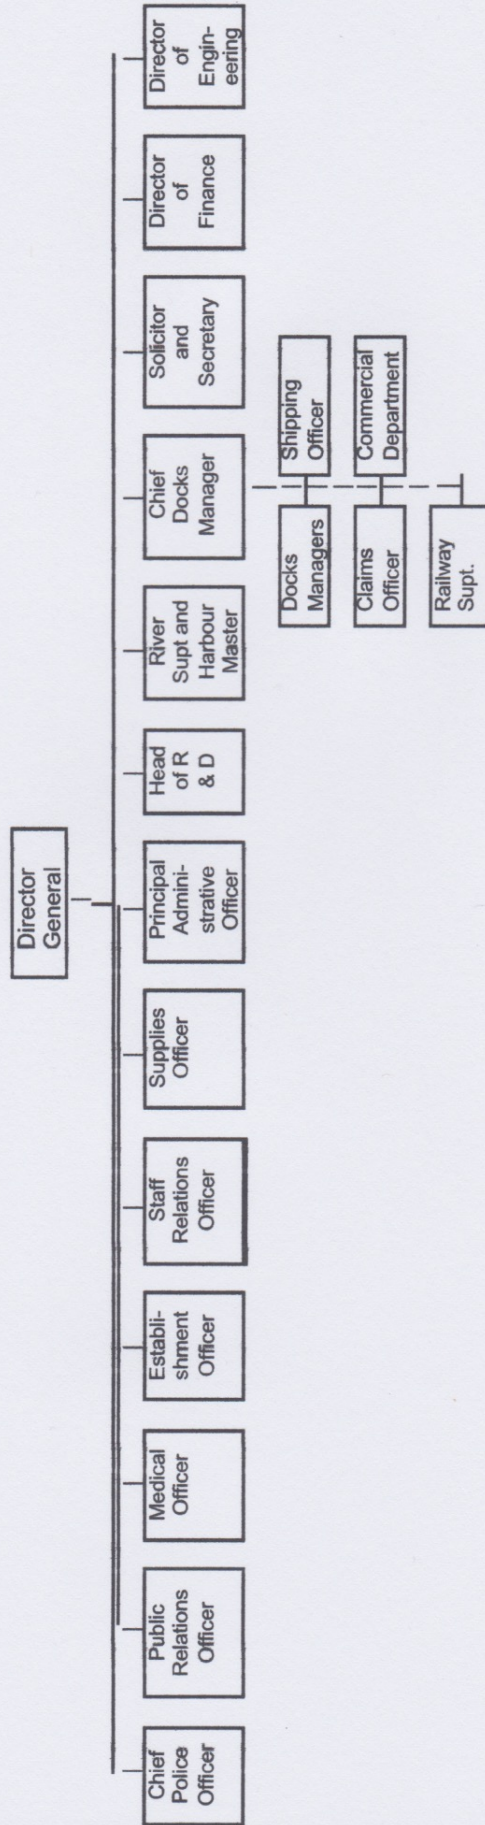 Director
General
Chief
Police
Officer
Public
Relations
Officer
Medical
Officer
Establi-
shment
Officer
Staff
Relations
Officer
Supplies
Officer
Principal
Admini-
strative
Officer
Head
of R
& D
River
Supt and
Harbour
Master
Chief
Docks
Manager
Solicitor
and
Secretary
Director
of
Finance
Director
of
Engin-
eering
Docks
Managers
Shipping
Officer
Claims
Officer
Commercial
Department
Railway
Supt.